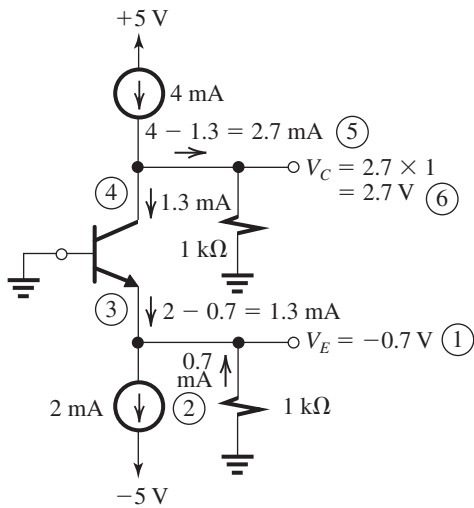 +5 V
4 mA
4 − 1.3 = 2.7 mA ⑤
V_C = 2.7 × 1
= 2.7 V ⑥
④
1.3 mA
1 kΩ
③
2 − 0.7 = 1.3 mA
V_E = −0.7 V ①
0.7
mA
2 mA
②
1 kΩ
−5 V